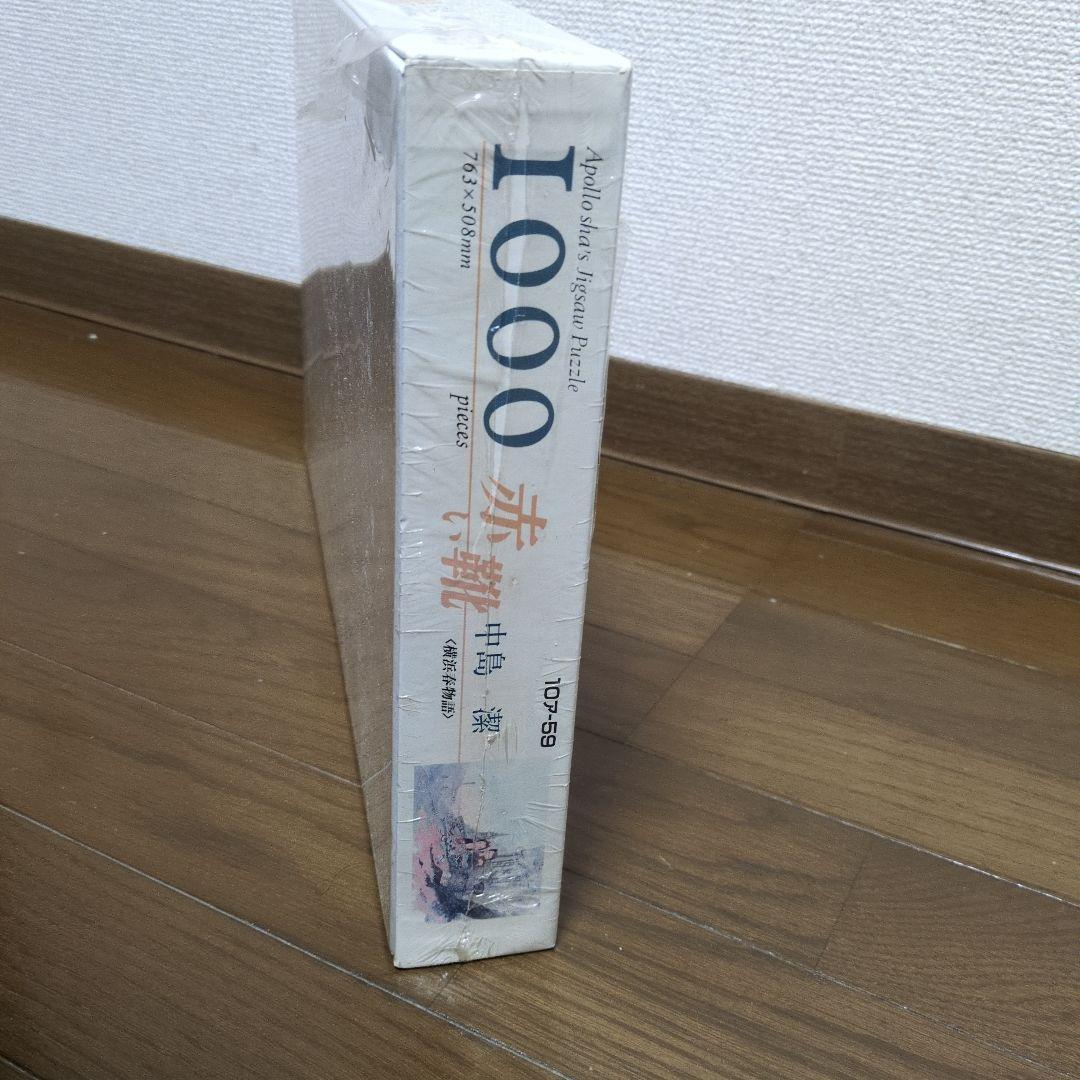 Apollo sha's Jigsaw Puzzle
1000
763×508mm
pieces
赤い靴
中島 潔
〈横浜春物語〉
10ア-59